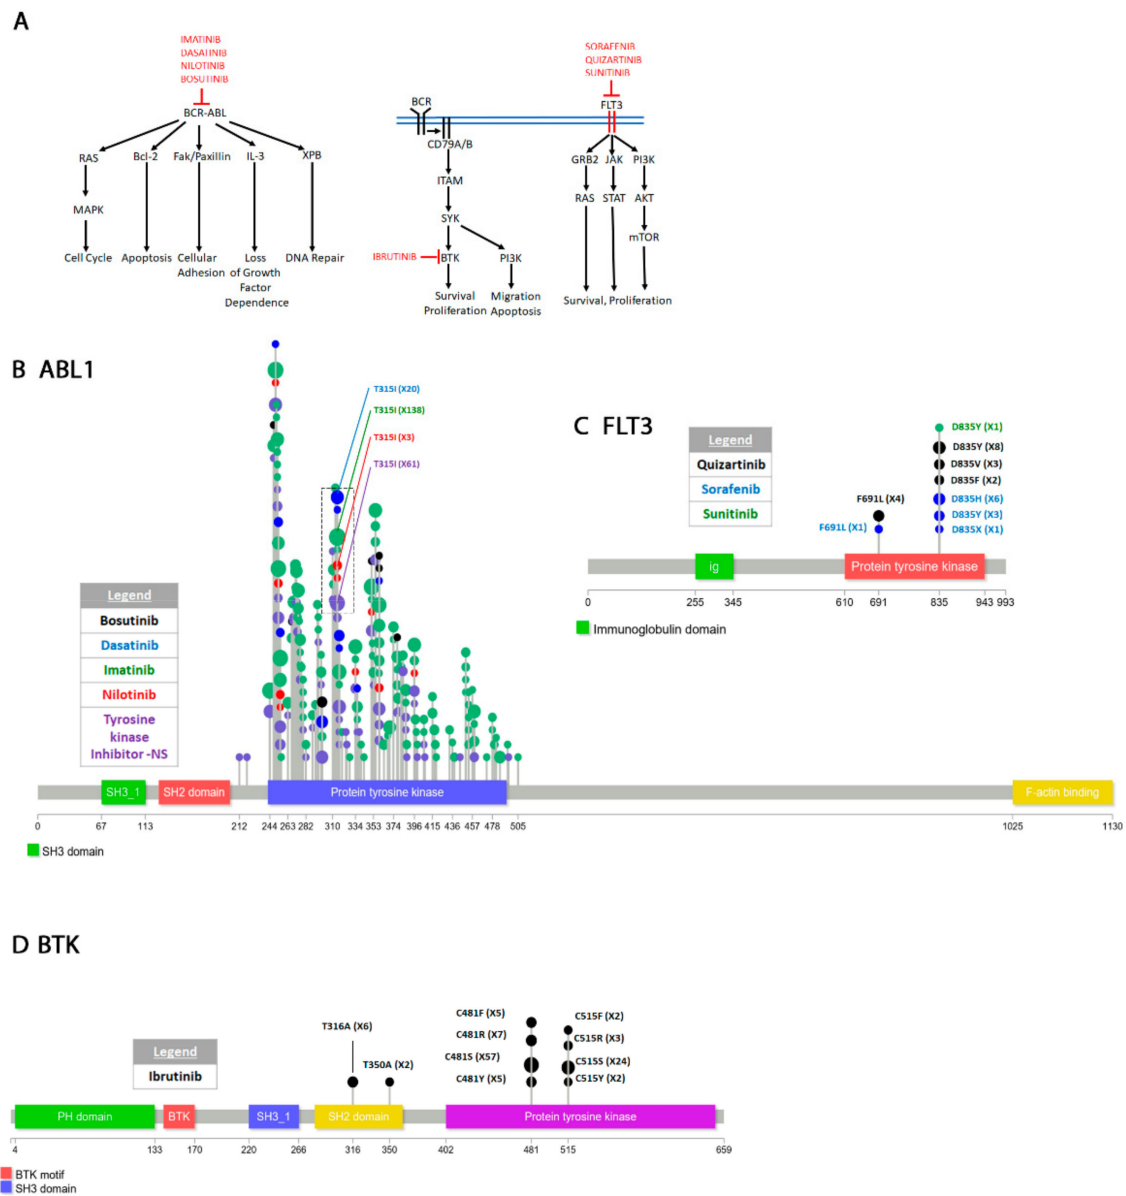 A
IMATINIB
DASATINIB
NILOTINIB
BOSUTINIB
BCR-ABL
RAS
Bcl-2
Fak/Paxillin
IL-3
XPB
MAPK
Cell Cycle
Apoptosis
Cellular
Adhesion
Loss
of Growth
Factor
Dependence
DNA Repair
BCR
CD79A/B
ITAM
SYK
IBRUTINIB
BTK
PI3K
Survival
Proliferation
Migration
Apoptosis
SORAFENIB
QUIZARTINIB
SUNITINIB
FLT3
GRB2
JAK
PI3K
RAS
STAT
AKT
mTOR
Survival, Proliferation
B ABL1
T315I (X20)
T315I (X138)
T315I (X3)
T315I (X61)
Legend
Bosutinib
Dasatinib
Imatinib
Nilotinib
Tyrosine
kinase
Inhibitor -NS
SH3_1
SH2 domain
Protein tyrosine kinase
F-actin binding
0 67 113 212 244 263 282 310 334 353 374 396 415 436 457 478 505 1025 1130
SH3 domain
C FLT3
Legend
Quizartinib
Sorafenib
Sunitinib
F691L (X4)
F691L (X1)
D835Y (X1)
D835Y (X8)
D835V (X3)
D835F (X2)
D835H (X6)
D835Y (X3)
D835X (X1)
ig
Protein tyrosine kinase
0 255 345 610 691 835 943 993
Immunoglobulin domain
D BTK
Legend
Ibrutinib
T316A (X6)
T350A (X2)
C481F (X5)
C481R (X7)
C481S (X57)
C481Y (X5)
C515F (X2)
C515R (X3)
C515S (X24)
C515Y (X2)
PH domain
BTK
SH3_1
SH2 domain
Protein tyrosine kinase
4 133 170 220 266 316 350 402 481 515 659
BTK motif
SH3 domain